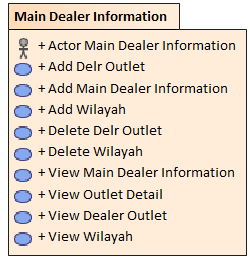 Main Dealer Information
+ Actor Main Dealer Information
+ Add Delr Outlet
+ Add Main Dealer Information
+ Add Wilayah
+ Delete Delr Outlet
+ Delete Wilayah
+ View Main Dealer Information
+ View Outlet Detail
+ View Dealer Outlet
+ View Wilayah